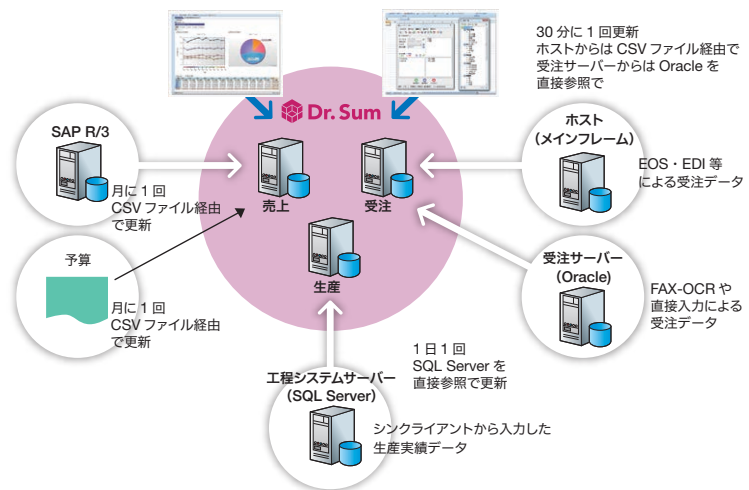 30 分に 1 回更新
ホストからは CSV ファイル経由で
受注サーバーからは Oracle を
直接参照で
Dr.Sum
SAP R/3
月に 1 回
CSV ファイル経由
で更新
売上
受注
生産
ホスト
（メインフレーム）
EOS・EDI 等
による受注データ
予算
月に 1 回
CSV ファイル経由
で更新
受注サーバー
（Oracle）
FAX-OCR や
直接入力による
受注データ
1 日 1 回
SQL Server を
直接参照で更新
工程システムサーバー
（SQL Server）
シンクライアントから入力した
生産実績データ